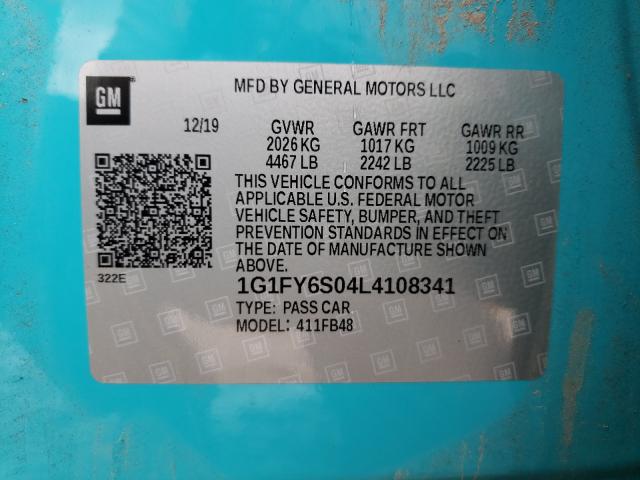 GM
MFD BY GENERAL MOTORS LLC
12/19
GVWR GAWR FRT GAWR RR
2026 KG 1017 KG 1009 KG
4467 LB 2242 LB 2225 LB
THIS VEHICLE CONFORMS TO ALL
APPLICABLE U.S. FEDERAL MOTOR
VEHICLE SAFETY, BUMPER, AND THEFT
PREVENTION STANDARDS IN EFFECT ON
THE DATE OF MANUFACTURE SHOWN
ABOVE.
322E
1G1FY6S04L4108341
TYPE: PASS CAR
MODEL: 411FB48